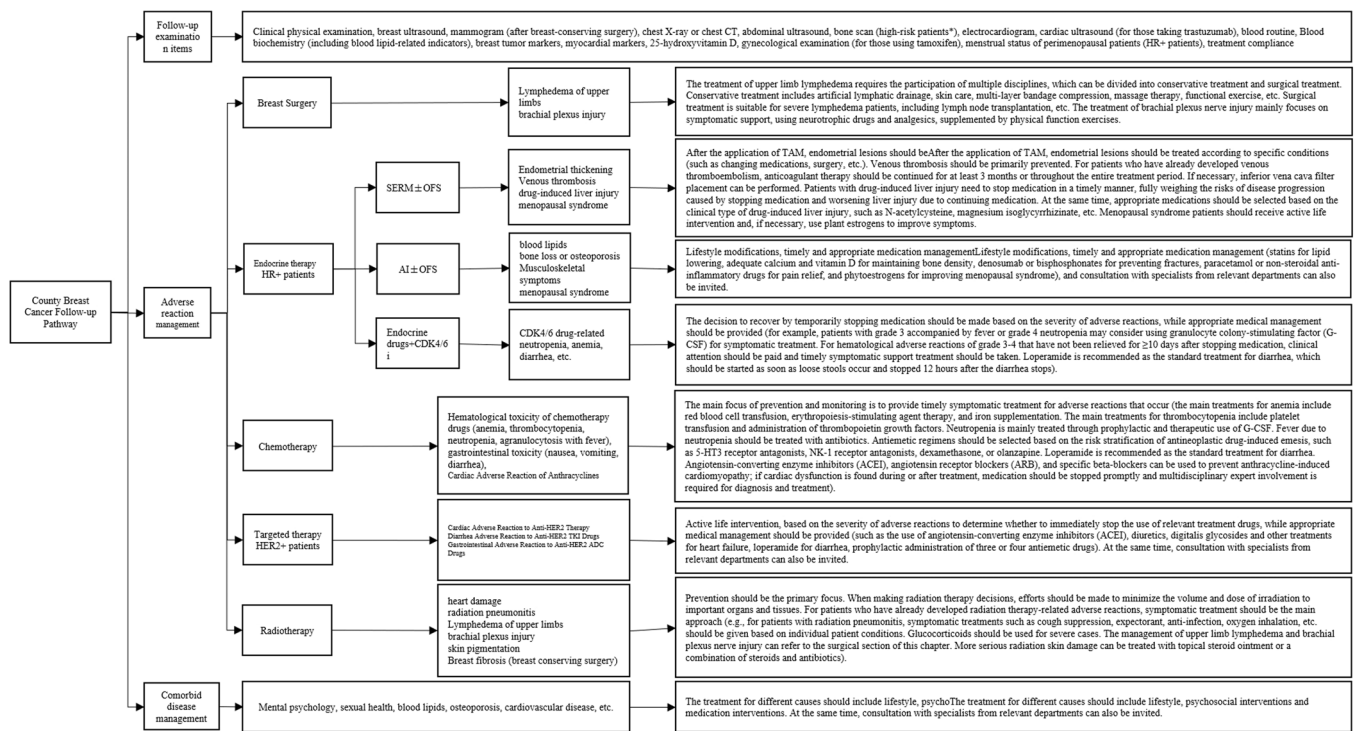 County Breast
Cancer Follow-up
Pathway
Follow-up
examinatio
n items
Clinical physical examination, breast ultrasound, mammogram (after breast-conserving surgery), chest X-ray or chest CT, abdominal ultrasound, bone scan (high-risk patients*), electrocardiogram, cardiac ultrasound (for those taking trastuzumab), blood routine, Blood
biochemistry (including blood lipid-related indicators), breast tumor markers, myocardial markers, 25-hydroxyvitamin D, gynecological examination (for those using tamoxifen), menstrual status of perimenopausal patients (HR+ patients), treatment compliance
Adverse
reaction
management
Breast Surgery
Lymphedema of upper
limbs
brachial plexus injury
The treatment of upper limb lymphedema requires the participation of multiple disciplines, which can be divided into conservative treatment and surgical treatment.
Conservative treatment includes artificial lymphatic drainage, skin care, multi-layer bandage compression, massage therapy, functional exercise, etc. Surgical
treatment is suitable for severe lymphedema patients, including lymph node transplantation, etc. The treatment of brachial plexus nerve injury mainly focuses on
symptomatic support, using neurotrophic drugs and analgesics, supplemented by physical function exercises.
Endocrine therapy
HR+ patients
SERM±OFS
Endometrial thickening
Venous thrombosis
drug-induced liver injury
menopausal syndrome
After the application of TAM, endometrial lesions should beAfter the application of TAM, endometrial lesions should be treated according to specific conditions
(such as changing medications, surgery, etc.). Venous thrombosis should be primarily prevented. For patients who have already developed venous
thromboembolism, anticoagulant therapy should be continued for at least 3 months or throughout the entire treatment period. If necessary, inferior vena cava filter
placement can be performed. Patients with drug-induced liver injury need to stop medication in a timely manner, fully weighing the risks of disease progression
caused by stopping medication and worsening liver injury due to continuing medication. At the same time, appropriate medications should be selected based on the
clinical type of drug-induced liver injury, such as N-acetylcysteine, magnesium isoglycyrrhizinate, etc. Menopausal syndrome patients should receive active life
intervention and, if necessary, use plant estrogens to improve symptoms.
AI±OFS
blood lipids
bone loss or osteoporosis
Musculoskeletal
symptoms
menopausal syndrome
Lifestyle modifications, timely and appropriate medication managementLifestyle modifications, timely and appropriate medication management (statins for lipid
lowering, adequate calcium and vitamin D for maintaining bone density, denosumab or bisphosphonates for preventing fractures, paracetamol or non-steroidal anti-
inflammatory drugs for pain relief, and phytoestrogens for improving menopausal syndrome), and consultation with specialists from relevant departments can also
be invited.
Endocrine
drugs+CDK4/6
i
CDK4/6 drug-related
neutropenia, anemia,
diarrhea, etc.
The decision to recover by temporarily stopping medication should be made based on the severity of adverse reactions, while appropriate medical management
should be provided (for example, patients with grade 3 accompanied by fever or grade 4 neutropenia may consider using granulocyte colony-stimulating factor (G-
CSF) for symptomatic treatment. For hematological adverse reactions of grade 3-4 that have not been relieved for ≥10 days after stopping medication, clinical
attention should be paid and timely symptomatic support treatment should be taken. Loperamide is recommended as the standard treatment for diarrhea, which
should be started as soon as loose stools occur and stopped 12 hours after the diarrhea stops).
Chemotherapy
Hematological toxicity of chemotherapy
drugs (anemia, thrombocytopenia,
neutropenia, agranulocytosis with fever),
gastrointestinal toxicity (nausea, vomiting,
diarrhea),
Cardiac Adverse Reaction of Anthracyclines
The main focus of prevention and monitoring is to provide timely symptomatic treatment for adverse reactions that occur (the main treatments for anemia include
red blood cell transfusion, erythropoiesis-stimulating agent therapy, and iron supplementation. The main treatments for thrombocytopenia include platelet
transfusion and administration of thrombopoietin growth factors. Neutropenia is mainly treated through prophylactic and therapeutic use of G-CSF. Fever due to
neutropenia should be treated with antibiotics. Antiemetic regimens should be selected based on the risk stratification of antineoplastic drug-induced emesis, such
as 5-HT3 receptor antagonists, NK-1 receptor antagonists, dexamethasone, or olanzapine. Loperamide is recommended as the standard treatment for diarrhea.
Angiotensin-converting enzyme inhibitors (ACEI), angiotensin receptor blockers (ARB), and specific beta-blockers can be used to prevent anthracycline-induced
cardiomyopathy; if cardiac dysfunction is found during or after treatment, medication should be stopped promptly and multidisciplinary expert involvement is
required for diagnosis and treatment).
Targeted therapy
HER2+ patients
Cardiac Adverse Reaction to Anti-HER2 Therapy
Diarrhea Adverse Reaction to Anti-HER2 TKI Drugs
Gastrointestinal Adverse Reaction to Anti-HER2 ADC
Drugs
Active life intervention, based on the severity of adverse reactions to determine whether to immediately stop the use of relevant treatment drugs, while appropriate
medical management should be provided (such as the use of angiotensin-converting enzyme inhibitors (ACEI), diuretics, digitalis glycosides and other treatments
for heart failure, loperamide for diarrhea, prophylactic administration of three or four antiemetic drugs). At the same time, consultation with specialists from
relevant departments can also be invited.
Radiotherapy
heart damage
radiation pneumonitis
Lymphedema of upper limbs
brachial plexus injury
skin pigmentation
Breast fibrosis (breast conserving surgery)
Prevention should be the primary focus. When making radiation therapy decisions, efforts should be made to minimize the volume and dose of irradiation to
important organs and tissues. For patients who have already developed radiation therapy-related adverse reactions, symptomatic treatment should be the main
approach (e.g., for patients with radiation pneumonitis, symptomatic treatments such as cough suppression, expectorant, anti-infection, oxygen inhalation, etc.
should be given based on individual patient conditions. Glucocorticoids should be used for severe cases. The management of upper limb lymphedema and brachial
plexus nerve injury can refer to the surgical section of this chapter. More serious radiation skin damage can be treated with topical steroid ointment or a
combination of steroids and antibiotics).
Comorbid
disease
management
Mental psychology, sexual health, blood lipids, osteoporosis, cardiovascular disease, etc.
The treatment for different causes should include lifestyle, psychoThe treatment for different causes should include lifestyle, psychosocial interventions and
medication interventions. At the same time, consultation with specialists from relevant departments can also be invited.